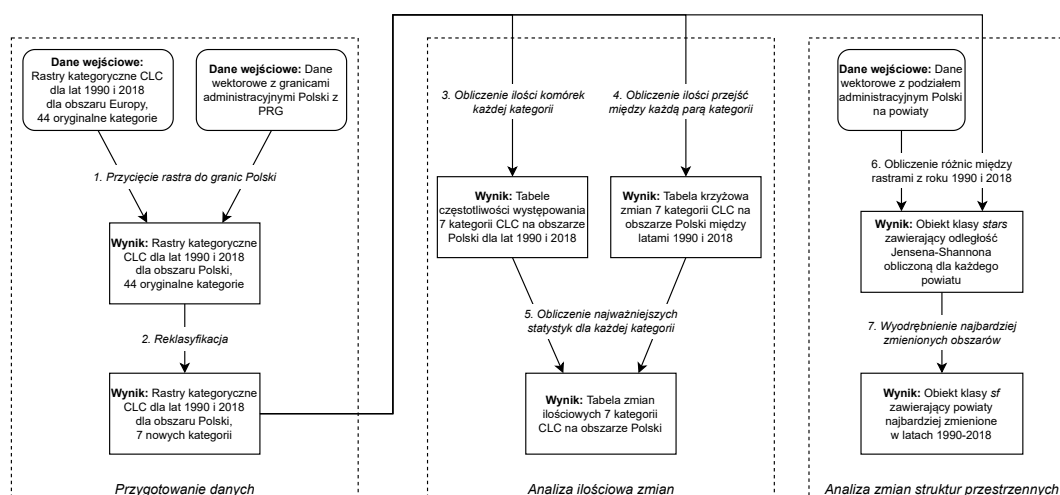 Dane wejściowe:
Rastry kategoryczne CLC
dla lat 1990 i 2018
dla obszaru Europy,
44 oryginalne kategorie
Dane wejściowe: Dane
wektorowe z granicami
administracyjnymi Polski z
PRG
1. Przycięcie rastra do granic Polski
Wynik: Rastry kategoryczne
CLC dla lat 1990 i 2018
dla obszaru Polski,
44 oryginalne kategorie
2. Reklasyfikacja
Wynik: Rastry kategoryczne
CLC dla lat 1990 i 2018
dla obszaru Polski,
7 nowych kategorii
Przygotowanie danych
3. Obliczenie ilości komórek
każdej kategorii
4. Obliczenie ilości przejść
między każdą parą kategorii
Wynik: Tabele
częstotliwości występowania
7 kategorii CLC na obszarze
Polski dla lat 1990 i 2018
Wynik: Tabela krzyżowa
zmian 7 kategorii CLC na
obszarze Polski między
latami 1990 i 2018
5. Obliczenie najważniejszych
statystyk dla każdej kategorii
Wynik: Tabela zmian
ilościowych 7 kategorii
CLC na obszarze Polski
Analiza ilościowa zmian
Dane wejściowe: Dane
wektorowe z podziałem
administracyjnym Polski
na powiaty
6. Obliczenie różnic między
rastrami z roku 1990 i 2018
Wynik: Obiekt klasy stars
zawierający odległość
Jensena-Shannona
obliczoną dla każdego
powiatu
7. Wyodrębnienie najbardziej
zmienionych obszarów
Wynik: Obiekt klasy sf
zawierający powiaty
najbardziej zmienione
w latach 1990-2018
Analiza zmian struktur przestrzennych